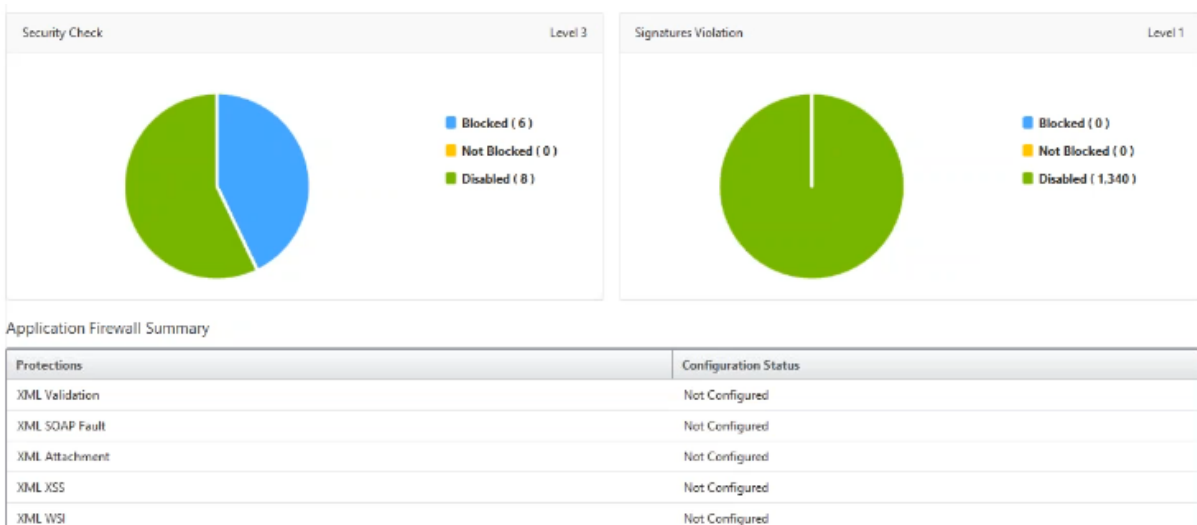 Security Check Level 3
Blocked ( 6 )
Not Blocked ( 0 )
Disabled ( 8 )
Signatures Violation Level 1
Blocked ( 0 )
Not Blocked ( 0 )
Disabled ( 1,340 )
Application Firewall Summary
Protections Configuration Status
XML Validation Not Configured
XML SOAP Fault Not Configured
XML Attachment Not Configured
XML XSS Not Configured
XML WSI Not Configured